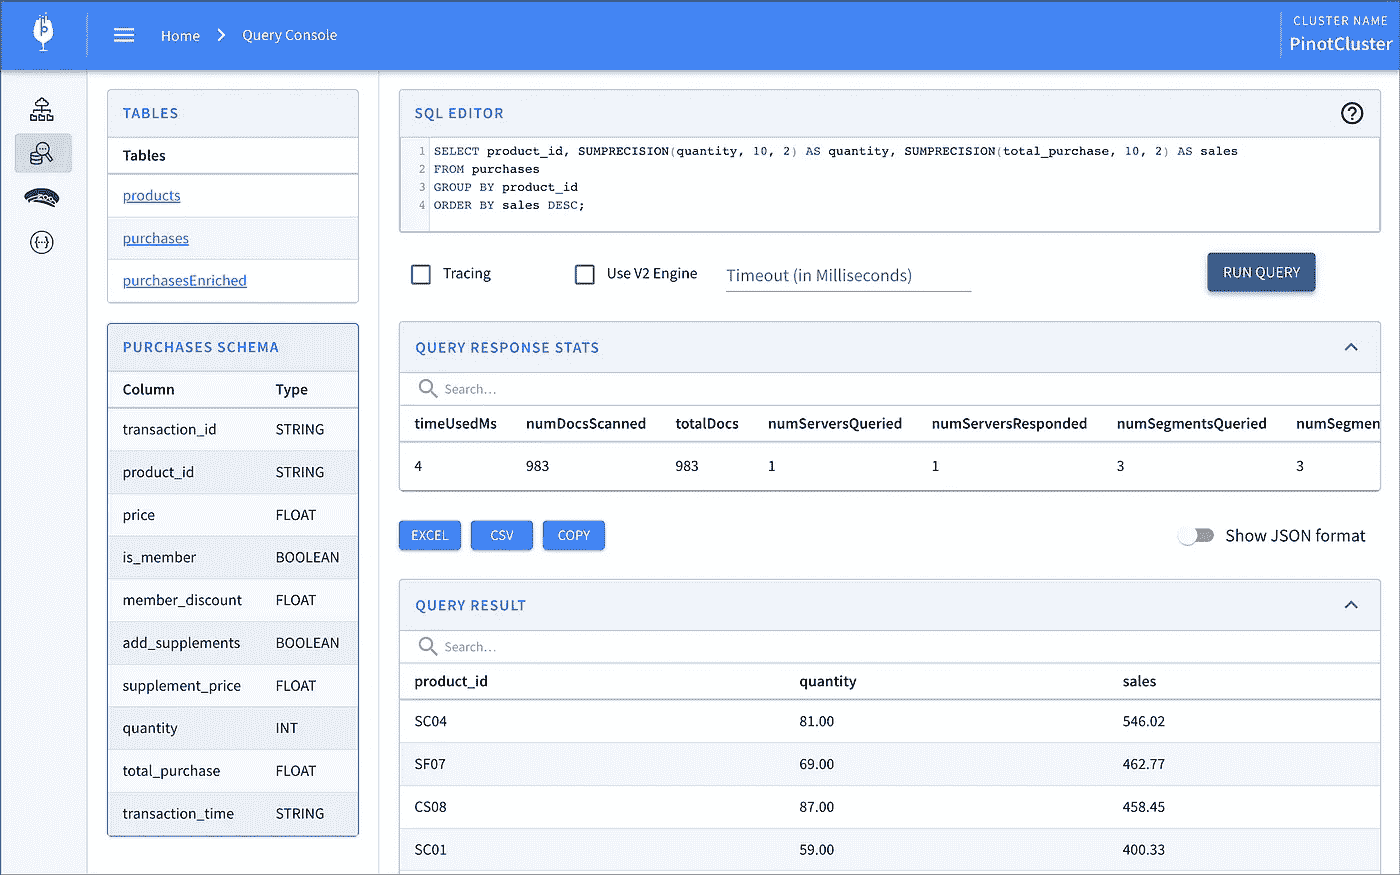 Home
Query Console
CLUSTER NAME
PinotCluster
TABLES
Tables
products
purchases
purchasesEnriched
PURCHASES SCHEMA
Column Type
transaction_id STRING
product_id STRING
price FLOAT
is_member BOOLEAN
member_discount FLOAT
add_supplements BOOLEAN
supplement_price FLOAT
quantity INT
total_purchase FLOAT
transaction_time STRING
SQL EDITOR
1 SELECT product_id, SUMPRECISION(quantity, 10, 2) AS quantity, SUMPRECISION(total_purchase, 10, 2) AS sales
2 FROM purchases
3 GROUP BY product_id
4 ORDER BY sales DESC;
Tracing
Use V2 Engine
Timeout (in Milliseconds)
RUN QUERY
QUERY RESPONSE STATS
Search...
timeUsedMs numDocsScanned totalDocs numServersQueried numServersResponded numSegmentsQueried numSegmen
4 983 983 1 1 3 3
EXCEL CSV COPY
Show JSON format
QUERY RESULT
Search...
product_id quantity sales
SC04 81.00 546.02
SF07 69.00 462.77
CS08 87.00 458.45
SC01 59.00 400.33